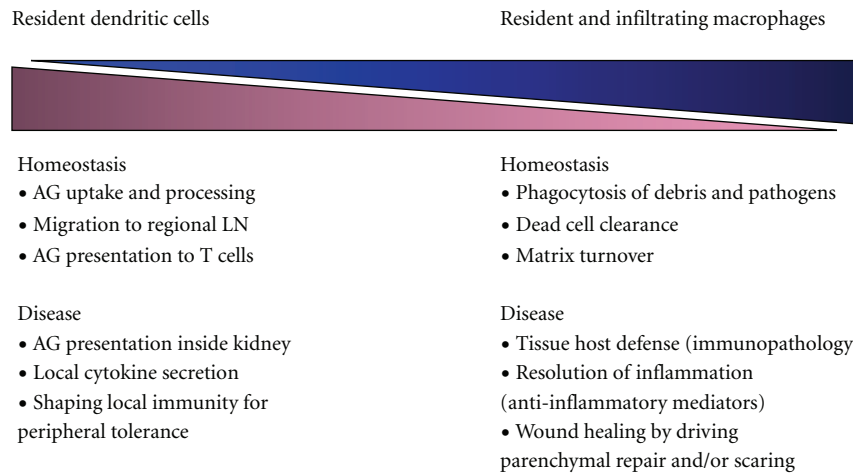 Resident dendritic cells
Resident and infiltrating macrophages
Homeostasis
• AG uptake and processing
• Migration to regional LN
• AG presentation to T cells
Disease
• AG presentation inside kidney
• Local cytokine secretion
• Shaping local immunity for
peripheral tolerance
Homeostasis
• Phagocytosis of debris and pathogens
• Dead cell clearance
• Matrix turnover
Disease
• Tissue host defense (immunopathology
• Resolution of inflammation
(anti-inflammatory mediators)
• Wound healing by driving
parenchymal repair and/or scaring